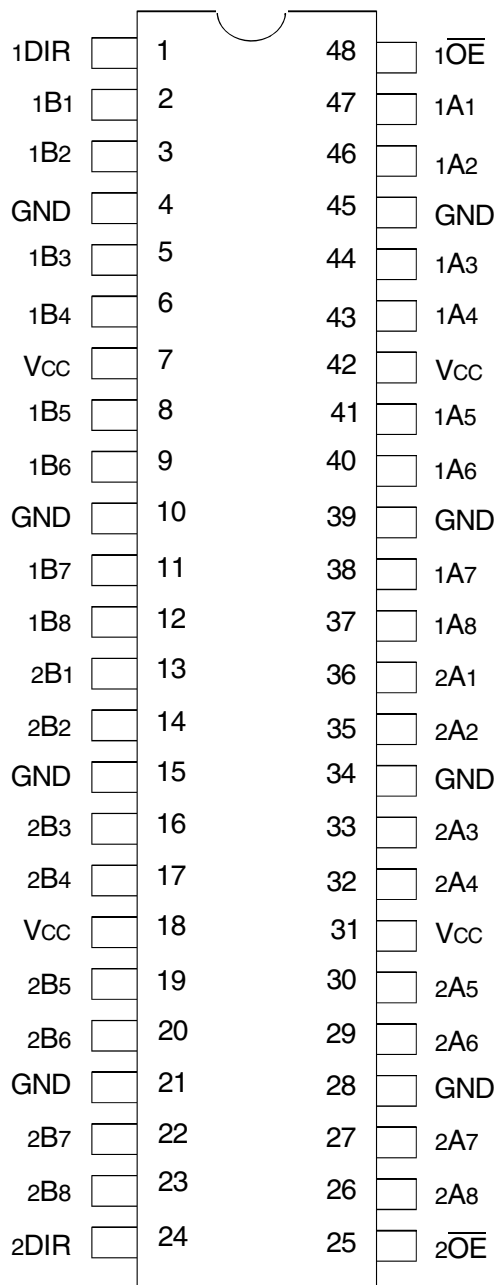 1DIR 1 48 1O̅E̅
1B1 2 47 1A1
1B2 3 46 1A2
GND 4 45 GND
1B3 5 44 1A3
1B4 6 43 1A4
VCC 7 42 VCC
1B5 8 41 1A5
1B6 9 40 1A6
GND 10 39 GND
1B7 11 38 1A7
1B8 12 37 1A8
2B1 13 36 2A1
2B2 14 35 2A2
GND 15 34 GND
2B3 16 33 2A3
2B4 17 32 2A4
VCC 18 31 VCC
2B5 19 30 2A5
2B6 20 29 2A6
GND 21 28 GND
2B7 22 27 2A7
2B8 23 26 2A8
2DIR 24 25 2O̅E̅